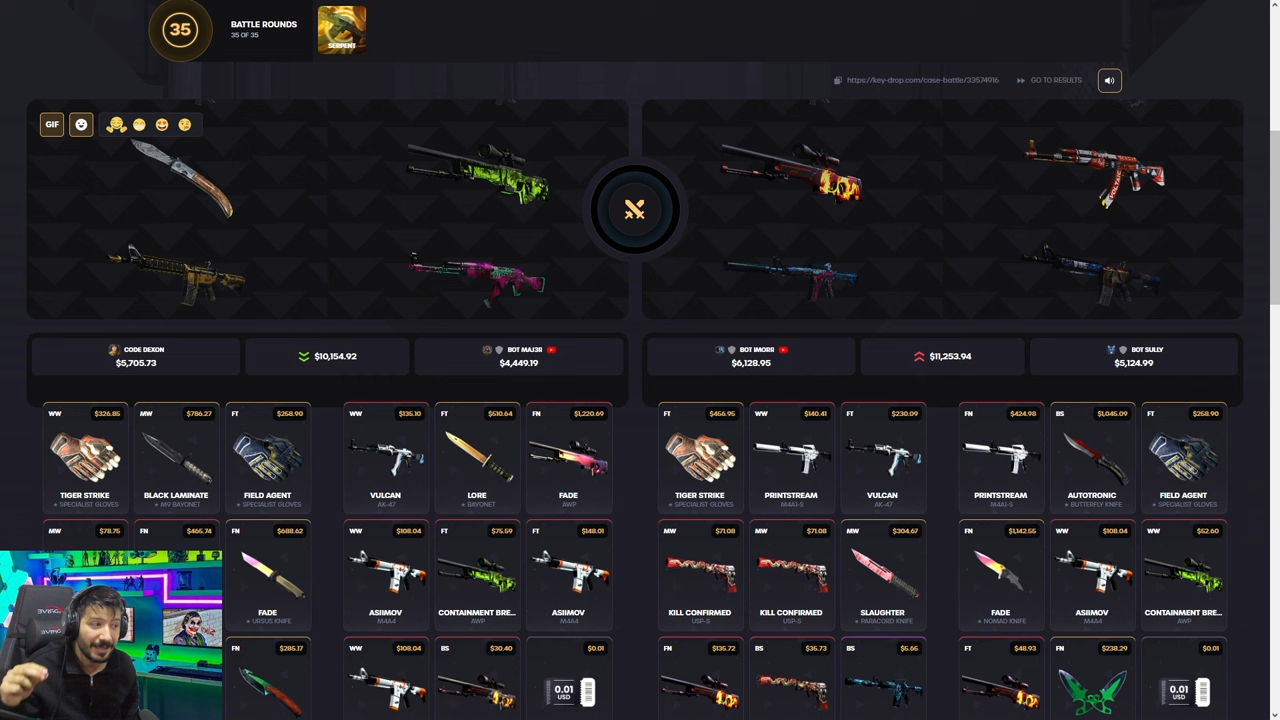 35
BATTLE ROUNDS
35 OF 35
SERPENT
https://key-drop.com/case-battle/33574916
GO TO RESULTS
GIF
VOLTAIC
CODE DEXON
$5,705.73
$10,154.92
BOT MAJ3R
$4,449.19
BOT IMORR
$6,128.95
$11,253.94
BOT SULLY
$5,124.99
WW $326.85
MW $786.27
FT $258.90
WW $135.10
FT $510.64
FN $1,220.69
FT $456.95
WW $140.41
FT $230.09
FN $424.98
BS $1,045.09
FT $258.90
TIGER STRIKE
★ SPECIALIST GLOVES
BLACK LAMINATE
★ M9 BAYONET
FIELD AGENT
★ SPECIALIST GLOVES
VULCAN
AK-47
LORE
★ BAYONET
FADE
AWP
TIGER STRIKE
★ SPECIALIST GLOVES
PRINTSTREAM
M4A1-S
VULCAN
AK-47
PRINTSTREAM
M4A1-S
AUTOTRONIC
★ BUTTERFLY KNIFE
FIELD AGENT
★ SPECIALIST GLOVES
MW $78.75
FN $465.74
FN $688.62
WW $108.04
FT $75.59
FT $148.01
MW $71.08
MW $71.08
MW $304.67
FN $1,142.55
WW $108.04
WW $52.60
FADE
★ URSUS KNIFE
ASIIMOV
M4A4
CONTAINMENT BRE...
AWP
ASIIMOV
M4A4
KILL CONFIRMED
USP-S
KILL CONFIRMED
USP-S
SLAUGHTER
★ PARACORD KNIFE
FADE
★ NOMAD KNIFE
ASIIMOV
M4A4
CONTAINMENT BRE...
AWP
FN $285.17
WW $108.04
BS $30.40
$0.01
FN $135.72
BS $35.73
BS $5.65
FT $48.93
FN $238.29
$0.01
0.01
USD
0.01
USD